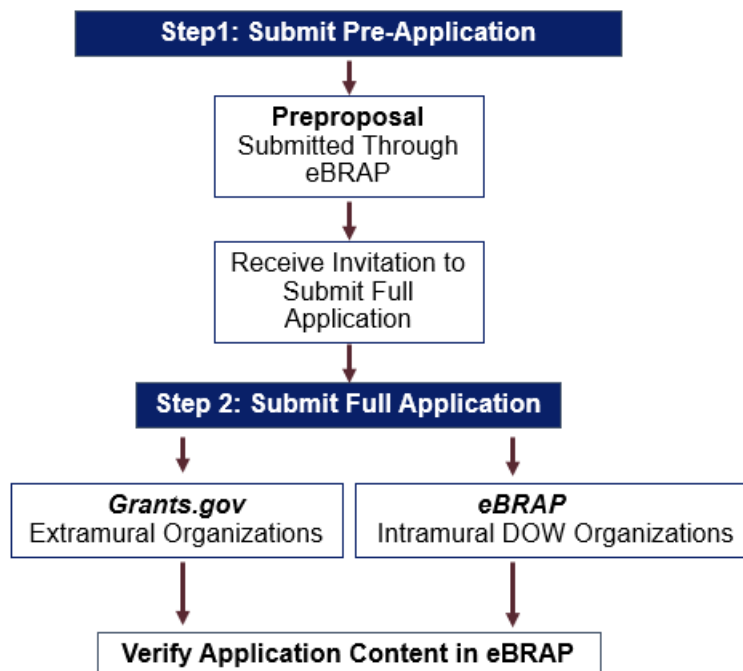 Step1: Submit Pre-Application
Preproposal
Submitted Through
eBRAP
Receive Invitation to
Submit Full
Application
Step 2: Submit Full Application
Grants.gov
Extramural Organizations
eBRAP
Intramural DOW Organizations
Verify Application Content in eBRAP